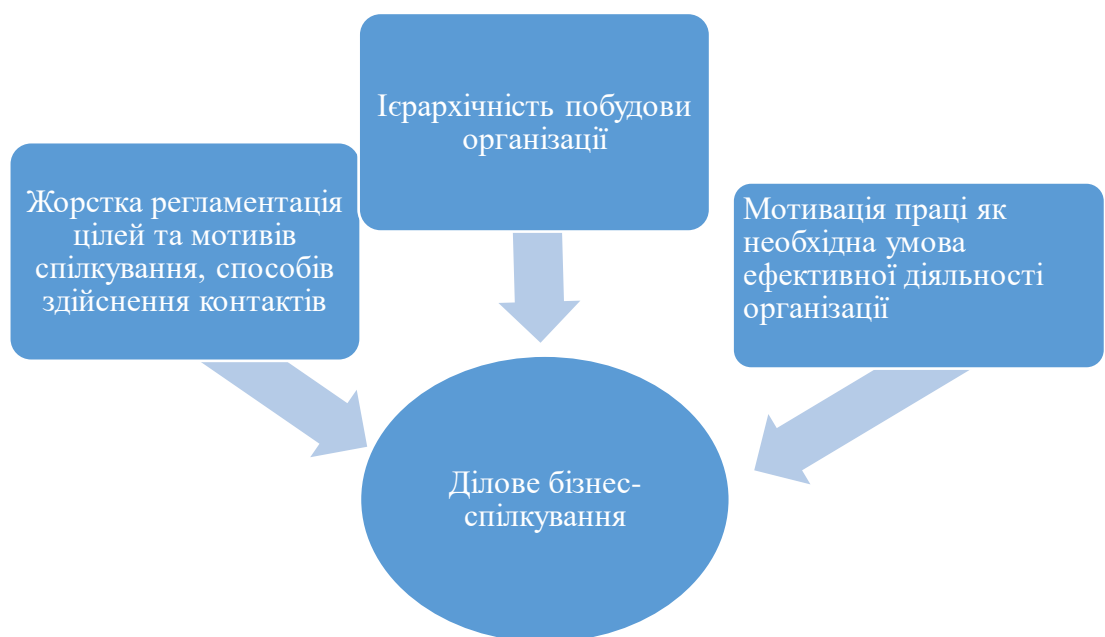 Ієрархічність побудови
організації
Жорстка регламентація
цілей та мотивів
спілкування, способів
здійснення контактів
Мотивація праці як
необхідна умова
ефективної діяльності
організації
Ділове бізнес-
спілкування